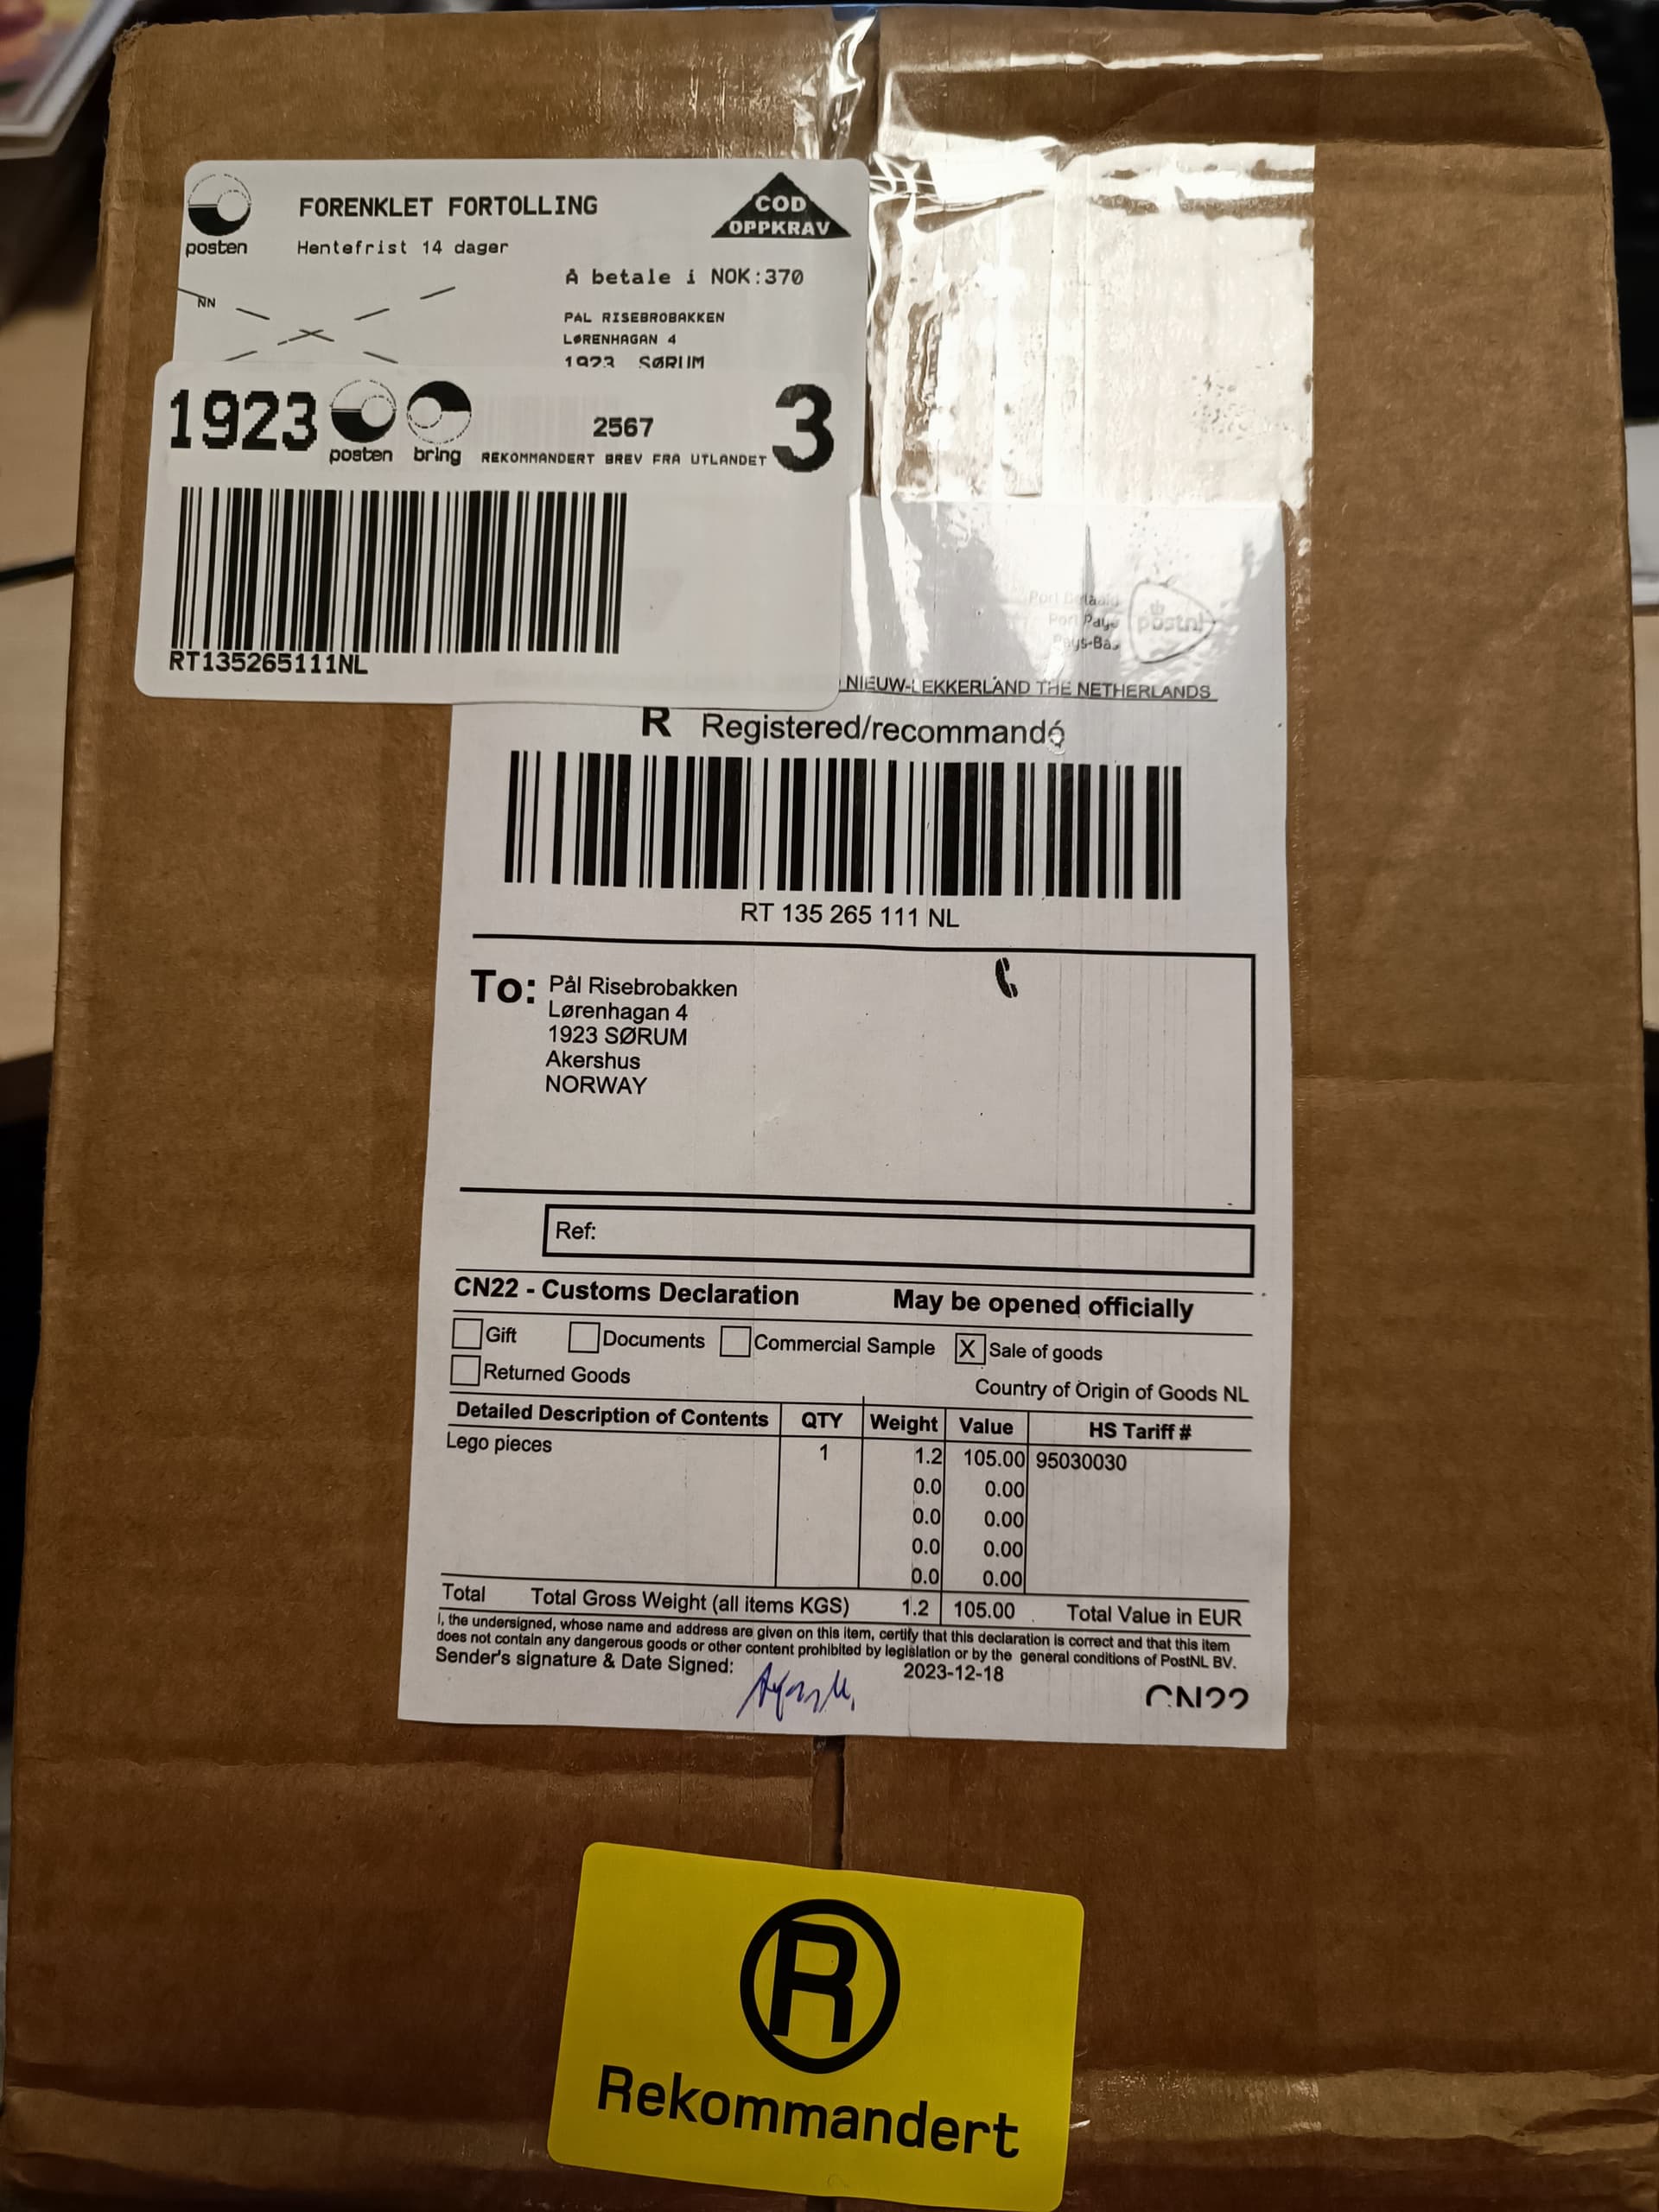 posten
FORENKLET FORTOLLING
COD
OPPKRAV
Hentefrist 14 dager
Å betale i NOK:370
NN
PAL RISEBROBAKKEN
LØRENHAGAN 4
1923 SØRUM
1923
posten
bring
2567
REKOMMANDERT BREV FRA UTLANDET
3
RT135265111NL
Port Betaald
Port Payé
Pays-Bas
postnl
NIEUW-LEKKERLAND THE NETHERLANDS
R Registered/recommandé
RT 135 265 111 NL
To: Pål Risebrobakken
Lørenhagan 4
1923 SØRUM
Akershus
NORWAY
Ref:
CN22 - Customs Declaration May be opened officially
Gift Documents Commercial Sample X Sale of goods
Returned Goods
Country of Origin of Goods NL
Detailed Description of Contents QTY Weight Value HS Tariff #
Lego pieces 1 1.2 105.00 95030030
0.0 0.00
0.0 0.00
0.0 0.00
0.0 0.00
Total Total Gross Weight (all items KGS) 1.2 105.00 Total Value in EUR
I, the undersigned, whose name and address are given on this item, certify that this declaration is correct and that this item
does not contain any dangerous goods or other content prohibited by legislation or by the general conditions of PostNL BV.
Sender's signature & Date Signed: 2023-12-18
CN22
R
Rekommandert